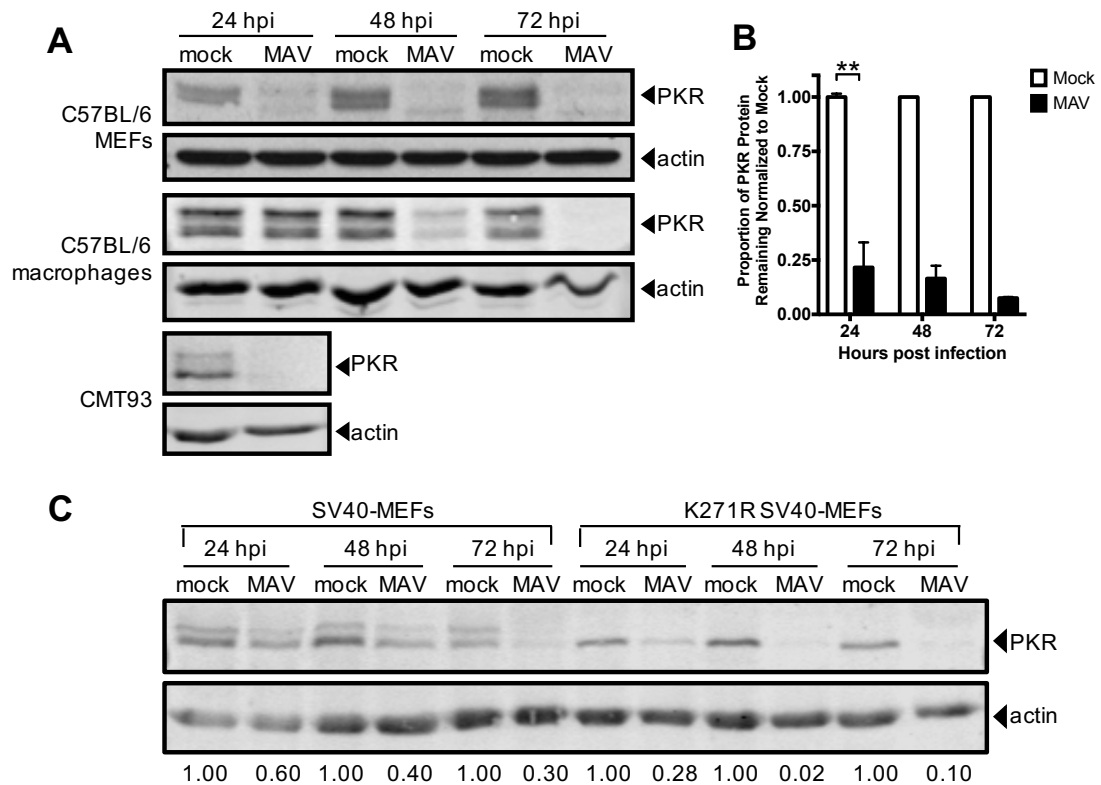 A
24 hpi 48 hpi 72 hpi
mock MAV mock MAV mock MAV
C57BL/6
MEFs
PKR
actin
C57BL/6
macrophages
PKR
actin
CMT93
PKR
actin
B
**
Mock
MAV
Proportion of PKR Protein
Remaining Normalized to Mock
1.00
0.75
0.50
0.25
0.00
24 48 72
Hours post infection
C
SV40-MEFs K271R SV40-MEFs
24 hpi 48 hpi 72 hpi 24 hpi 48 hpi 72 hpi
mock MAV mock MAV mock MAV mock MAV mock MAV mock MAV
PKR
actin
1.00 0.60 1.00 0.40 1.00 0.30 1.00 0.28 1.00 0.02 1.00 0.10